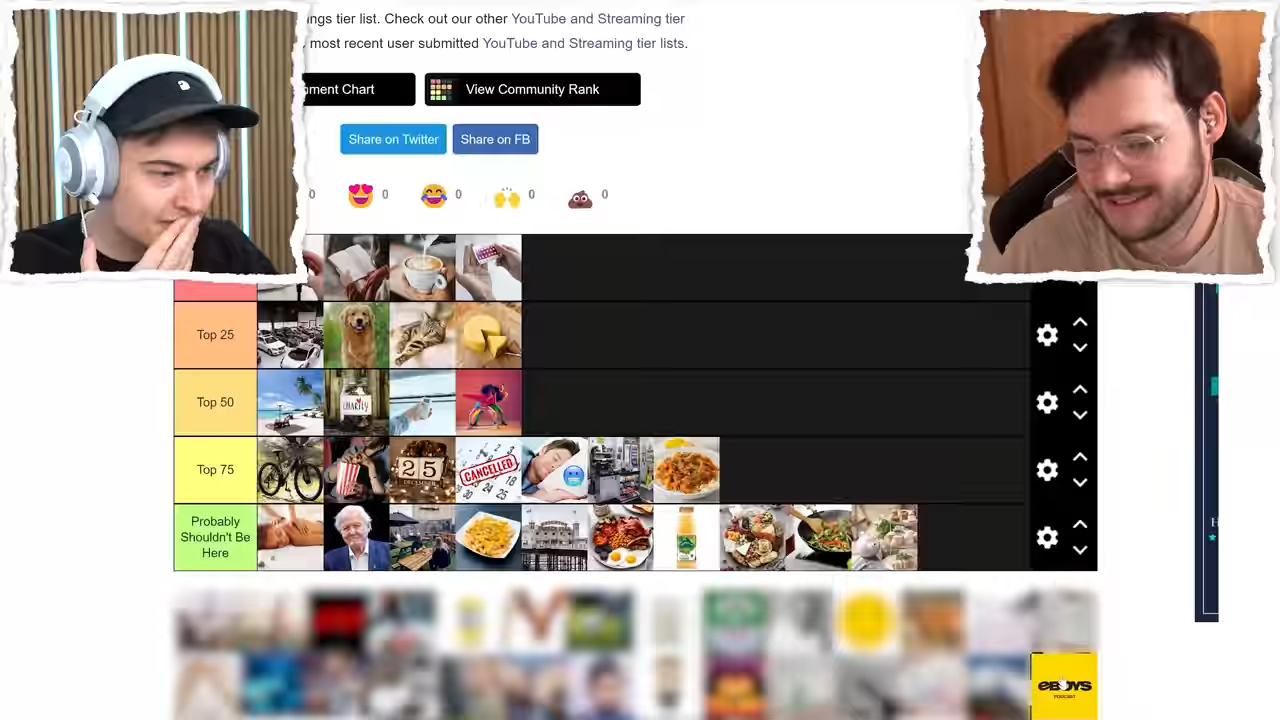 ngs tier list. Check out our other YouTube and Streaming tier
most recent user submitted YouTube and Streaming tier lists.
ment Chart
View Community Rank
Share on Twitter
Share on FB
0
0
0
0
0
Top 25
Top 50
CHARITY
Top 75
25
DECEMBER
CANCELLED
Probably
Shouldn't Be
Here
H
eBOYS
PODCAST